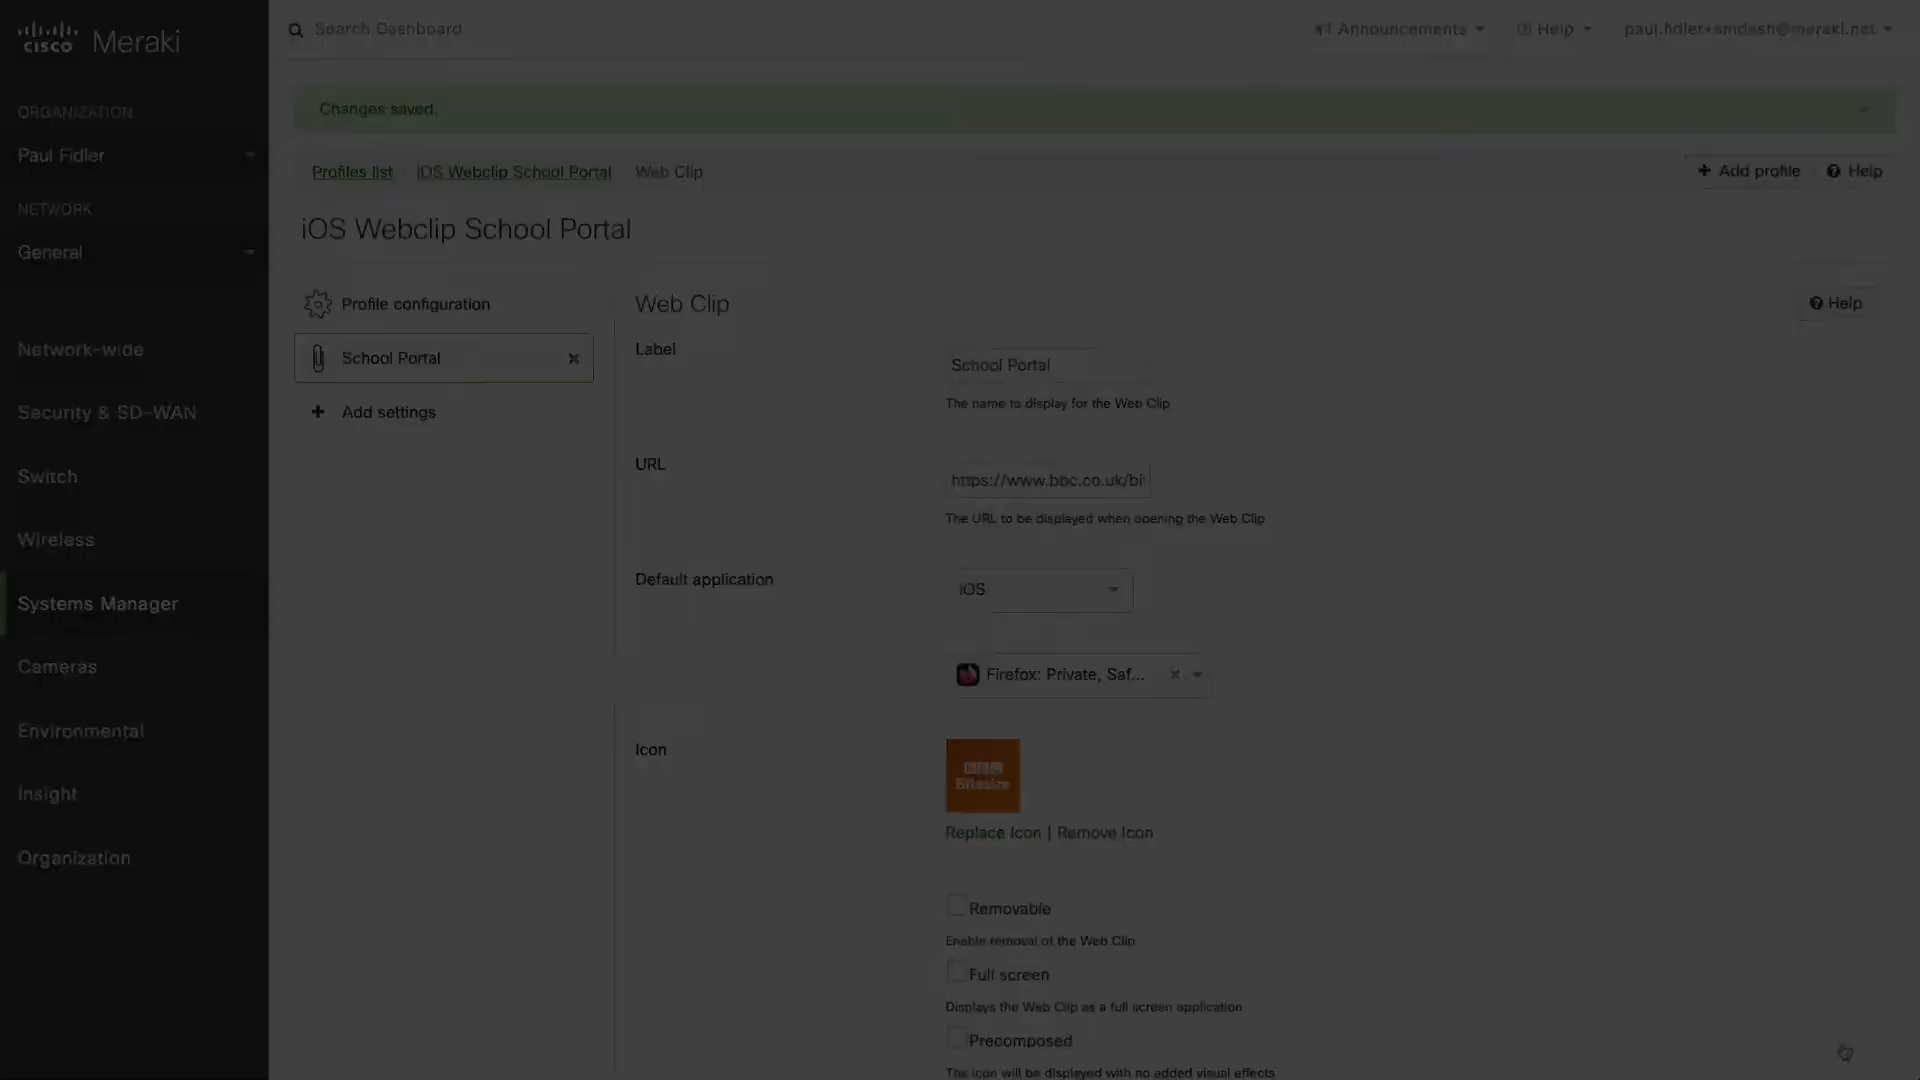 CISCO Meraki
Search Dashboard
Announcements
Help
paul.fidler+smdash@meraki.net
ORGANIZATION
Paul Fidler
NETWORK
General
Network-wide
Security & SD-WAN
Switch
Wireless
Systems Manager
Cameras
Environmental
Insight
Organization
Changes saved.
Profiles list iOS Webclip School Portal Web Clip
+ Add profile Help
iOS Webclip School Portal
Profile configuration
School Portal
+ Add settings
Web Clip
Help
Label
School Portal
The name to display for the Web Clip
URL
https://www.bbc.co.uk/bi
The URL to be displayed when opening the Web Clip
Default application
iOS
Firefox: Private, Saf...
Icon
BBC
Bitesize
Replace Icon | Remove Icon
Removable
Enable removal of the Web Clip
Full screen
Displays the Web Clip as a full screen application
Precomposed
The icon will be displayed with no added visual effects